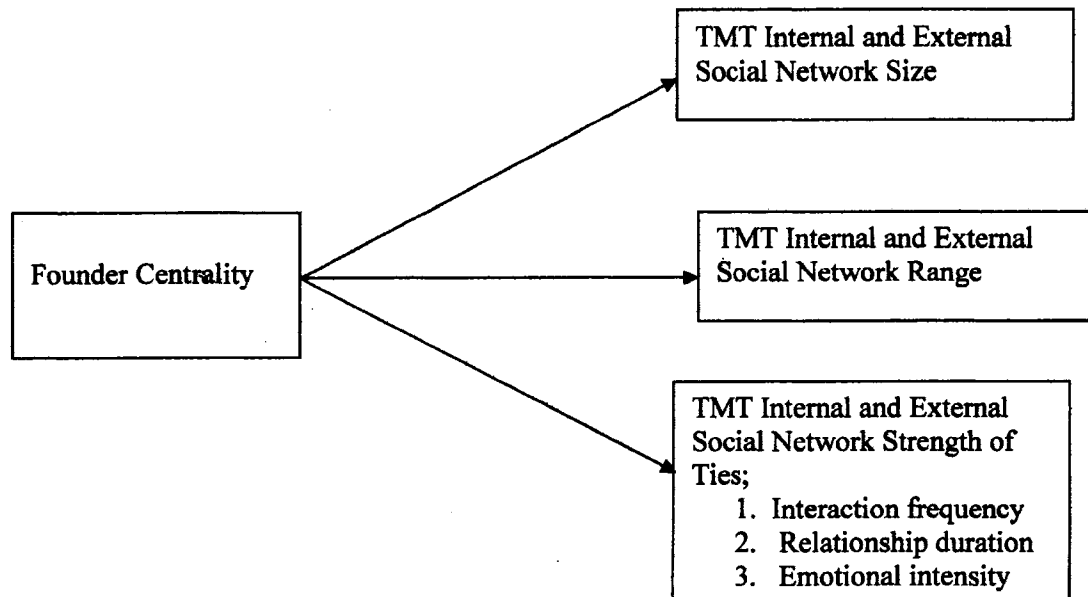 TMT Internal and External
Social Network Size
Founder Centrality
TMT Internal and External
Social Network Range
TMT Internal and External
Social Network Strength of
Ties;
1. Interaction frequency
2. Relationship duration
3. Emotional intensity